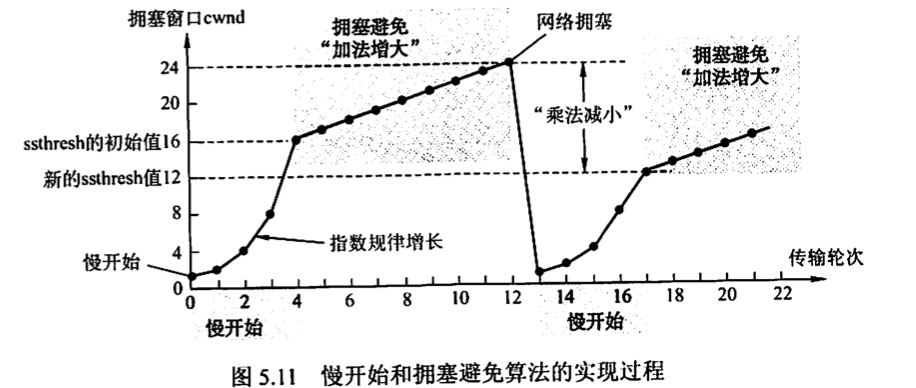 拥塞窗口cwnd
拥塞避免
“加法增大”
网络拥塞
拥塞避免
“加法增大”
24
20
“乘法减小”
ssthresh的初始值16
新的ssthresh值12
8
指数规律增长
4
慢开始
传输轮次
0
0 2 4 6 8 10 12 14 16 18 20 22
慢开始 慢开始
图 5.11 慢开始和拥塞避免算法的实现过程